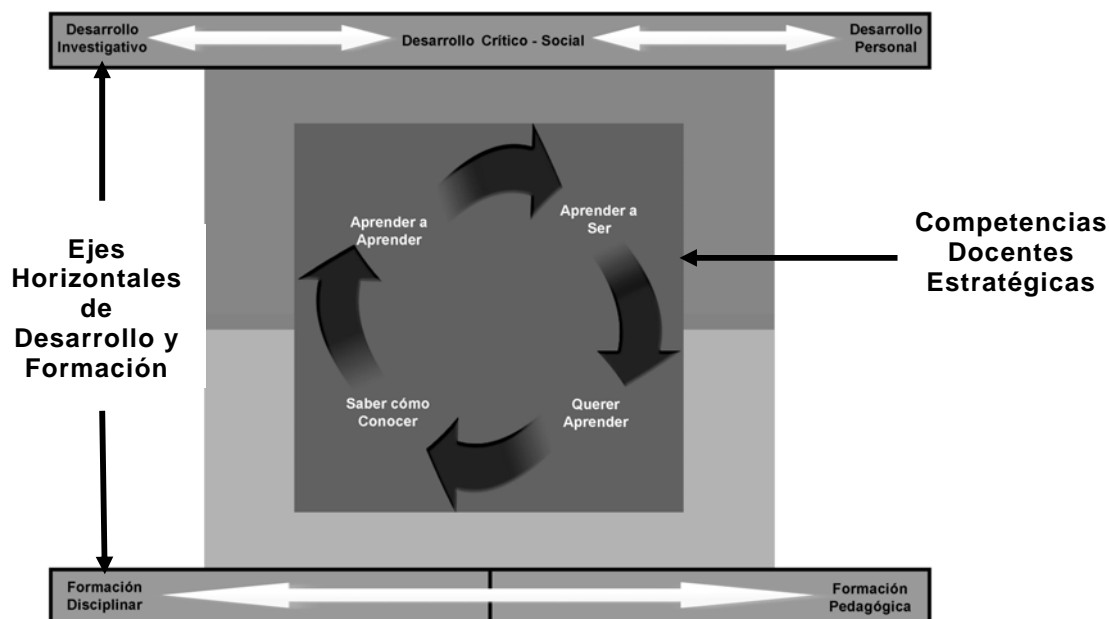 Desarrollo
Investigativo
Desarrollo Crítico - Social
Desarrollo
Personal
Aprender a
Aprender
Aprender a
Ser
Competencias
Docentes
Estratégicas
Ejes
Horizontales
de
Desarrollo y
Formación
Saber cómo
Conocer
Querer
Aprender
Formación
Disciplinar
Formación
Pedagógica